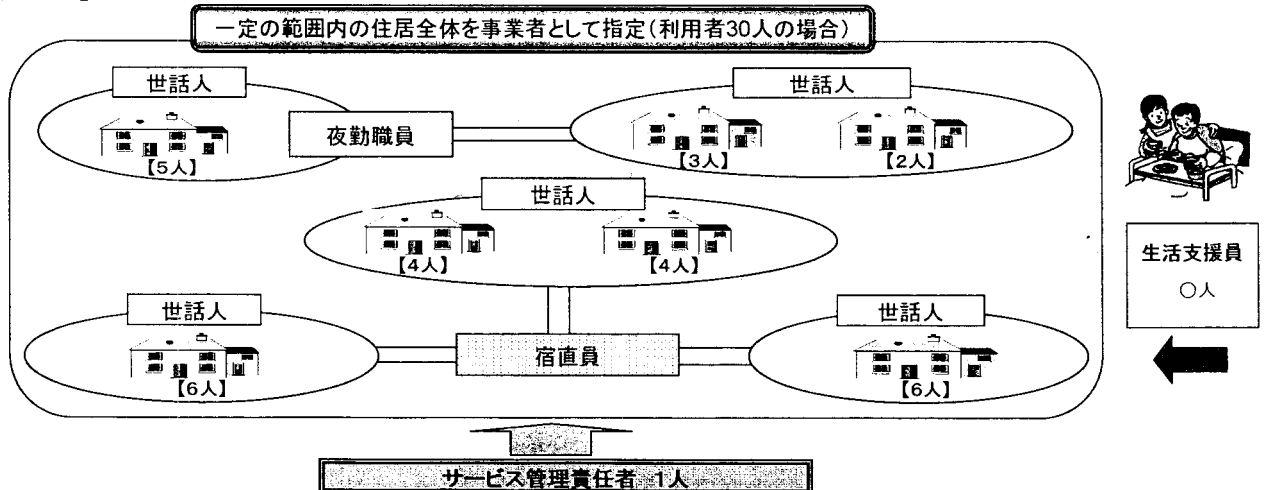 一定の範囲内の住居全体を事業者として指定(利用者30人の場合)
世話人
世話人
夜勤職員
【5人】
【3人】
【2人】
世話人
【4人】
【4人】
生活支援員
○人
世話人
世話人
宿直員
【6人】
【6人】
サービス管理責任者 1人